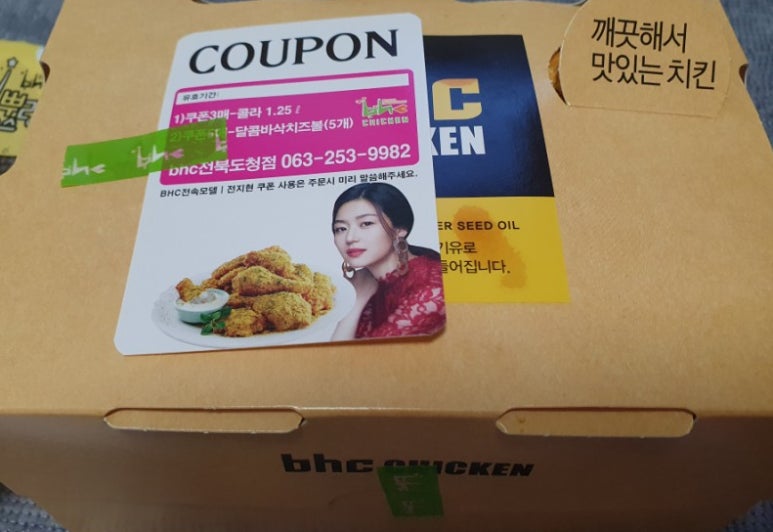 COUPON
유효기간:
1)쿠폰3매-콜라 1.25ℓ
-달콤바삭치즈볼(5개)
bhc
CHICKEN
bhc전북도청점 063-253-9982
BHC전속모델 | 전지현 쿠폰 사용은 주문시 미리 말씀해주세요.
bhc bhc
깨끗해서
맛있는 치킨
C
KEN
ER SEED OIL
기유로
들어집니다.
bhc CHICKEN